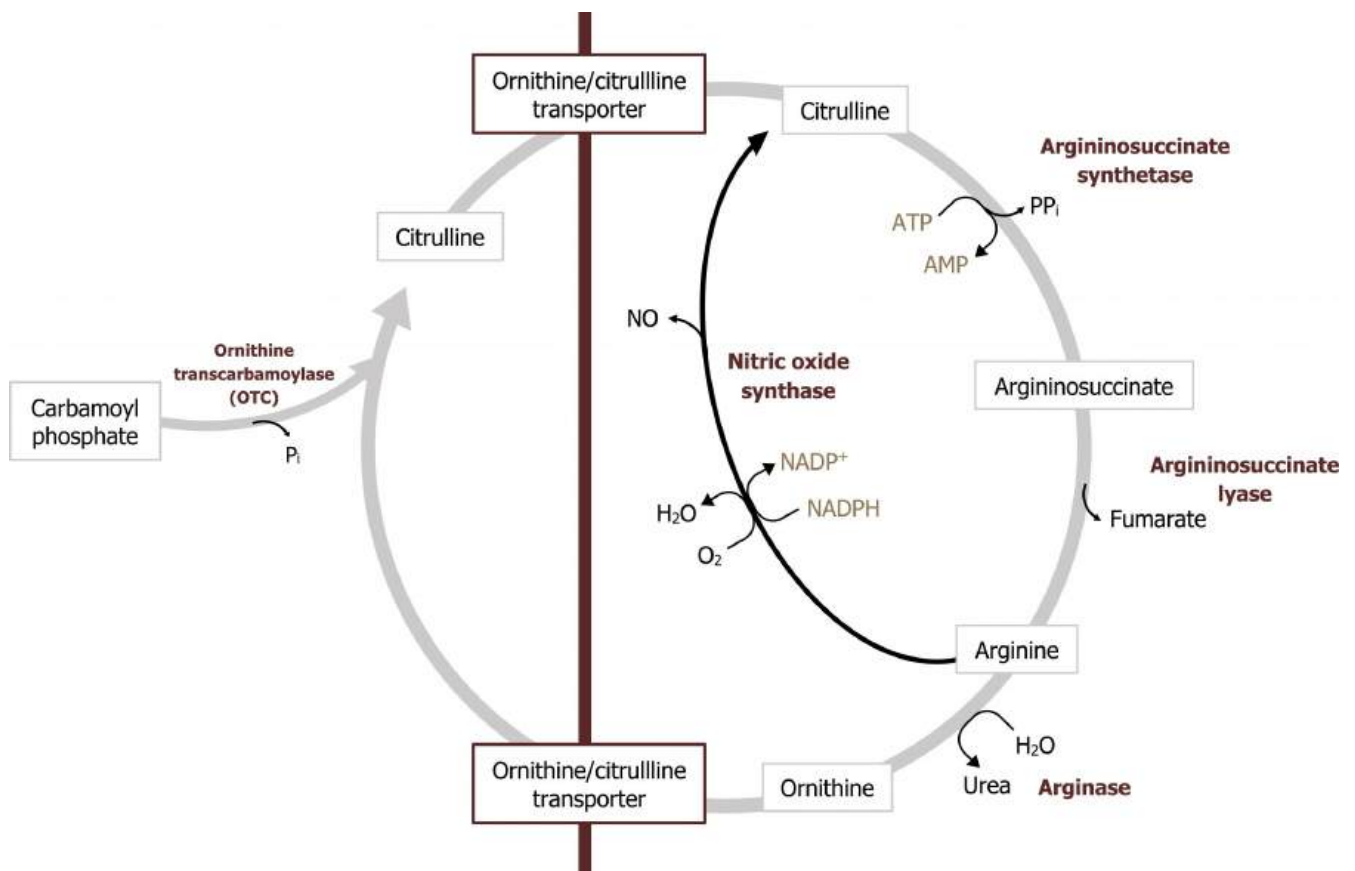 Ornithine/citrullline
transporter
Citrulline
Argininosuccinate
synthetase
ATP
PPi
AMP
Citrulline
NO
Ornithine
transcarbamoylase
(OTC)
Nitric oxide
synthase
Carbamoyl
phosphate
Pi
Argininosuccinate
Argininosuccinate
lyase
NADP⁺
H₂O
NADPH
O₂
Fumarate
Arginine
H₂O
Urea
Arginase
Ornithine/citrullline
transporter
Ornithine